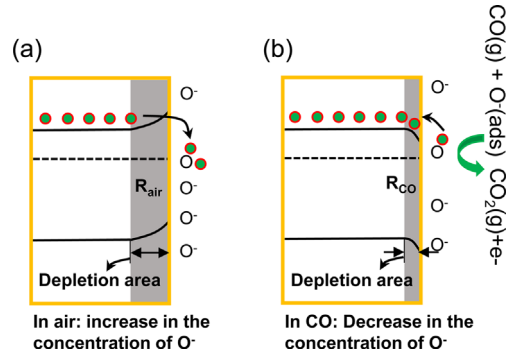 (a)
O⁻
O
O⁻
R_air
O⁻
O⁻
Depletion area
In air: increase in the
concentration of O⁻
(b)
O⁻
O
R_CO
O⁻
O⁻
Depletion area
In CO: Decrease in the
concentration of O⁻
CO(g) + O⁻(ads) CO₂(g)+e-